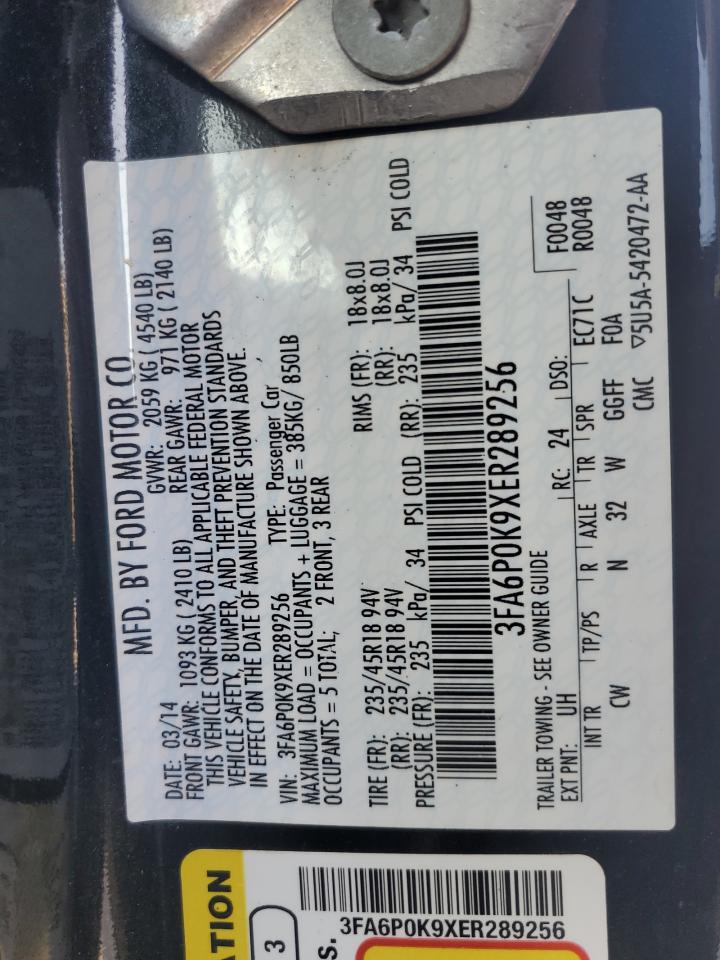 MFD. BY FORD MOTOR CO.
DATE: 03/14 GVWR: 2059 KG ( 4540 LB)
FRONT GAWR: 1093 KG ( 2410 LB) REAR GAWR: 971 KG ( 2140 LB)
THIS VEHICLE CONFORMS TO ALL APPLICABLE FEDERAL MOTOR
VEHICLE SAFETY, BUMPER, AND THEFT PREVENTION STANDARDS
IN EFFECT ON THE DATE OF MANUFACTURE SHOWN ABOVE.
VIN: 3FA6P0K9XER289256 TYPE: Passenger Car
MAXIMUM LOAD = OCCUPANTS + LUGGAGE = 385KG/ 850LB
OCCUPANTS = 5 TOTAL; 2 FRONT, 3 REAR
TIRE (FR): 235/45R18 94V RIMS (FR): 18x8.0J
(RR): 235/45R18 94V (RR): 18x8.0J
PRESSURE (FR): 235 kPa/ 34 PSI COLD (RR): 235 kPa/ 34 PSI COLD
3FA6P0K9XER289256
TRAILER TOWING - SEE OWNER GUIDE
EXT PNT: UH RC: 24 DSO: F0048
INT TR TP/PS R AXLE TR SPR EC71C R0048
CW N 32 W GGFF F0A
CMC ▽5U5A-5420472-AA
ATION
3
s.
3FA6P0K9XER289256